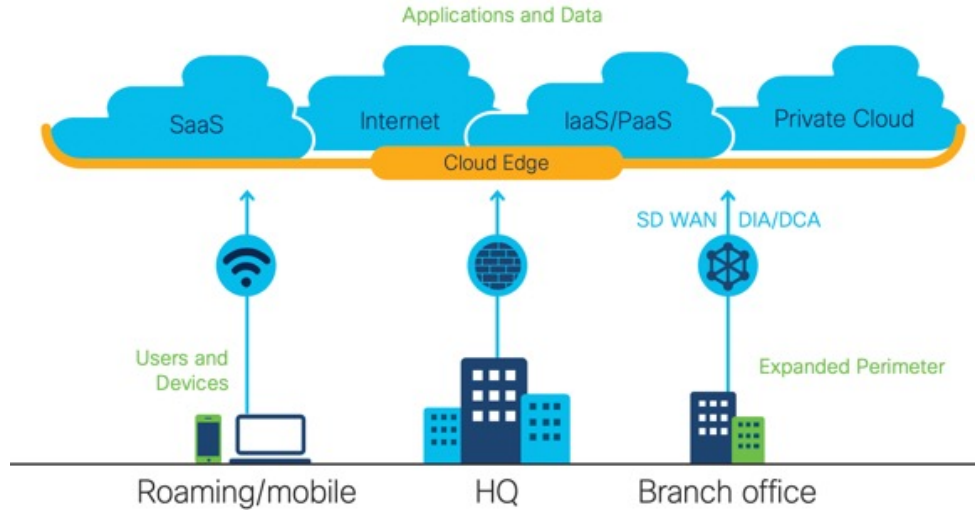 Applications and Data
SaaS
Internet
IaaS/PaaS
Private Cloud
Cloud Edge
SD WAN
DIA/DCA
Users and
Devices
Expanded Perimeter
Roaming/mobile
HQ
Branch office